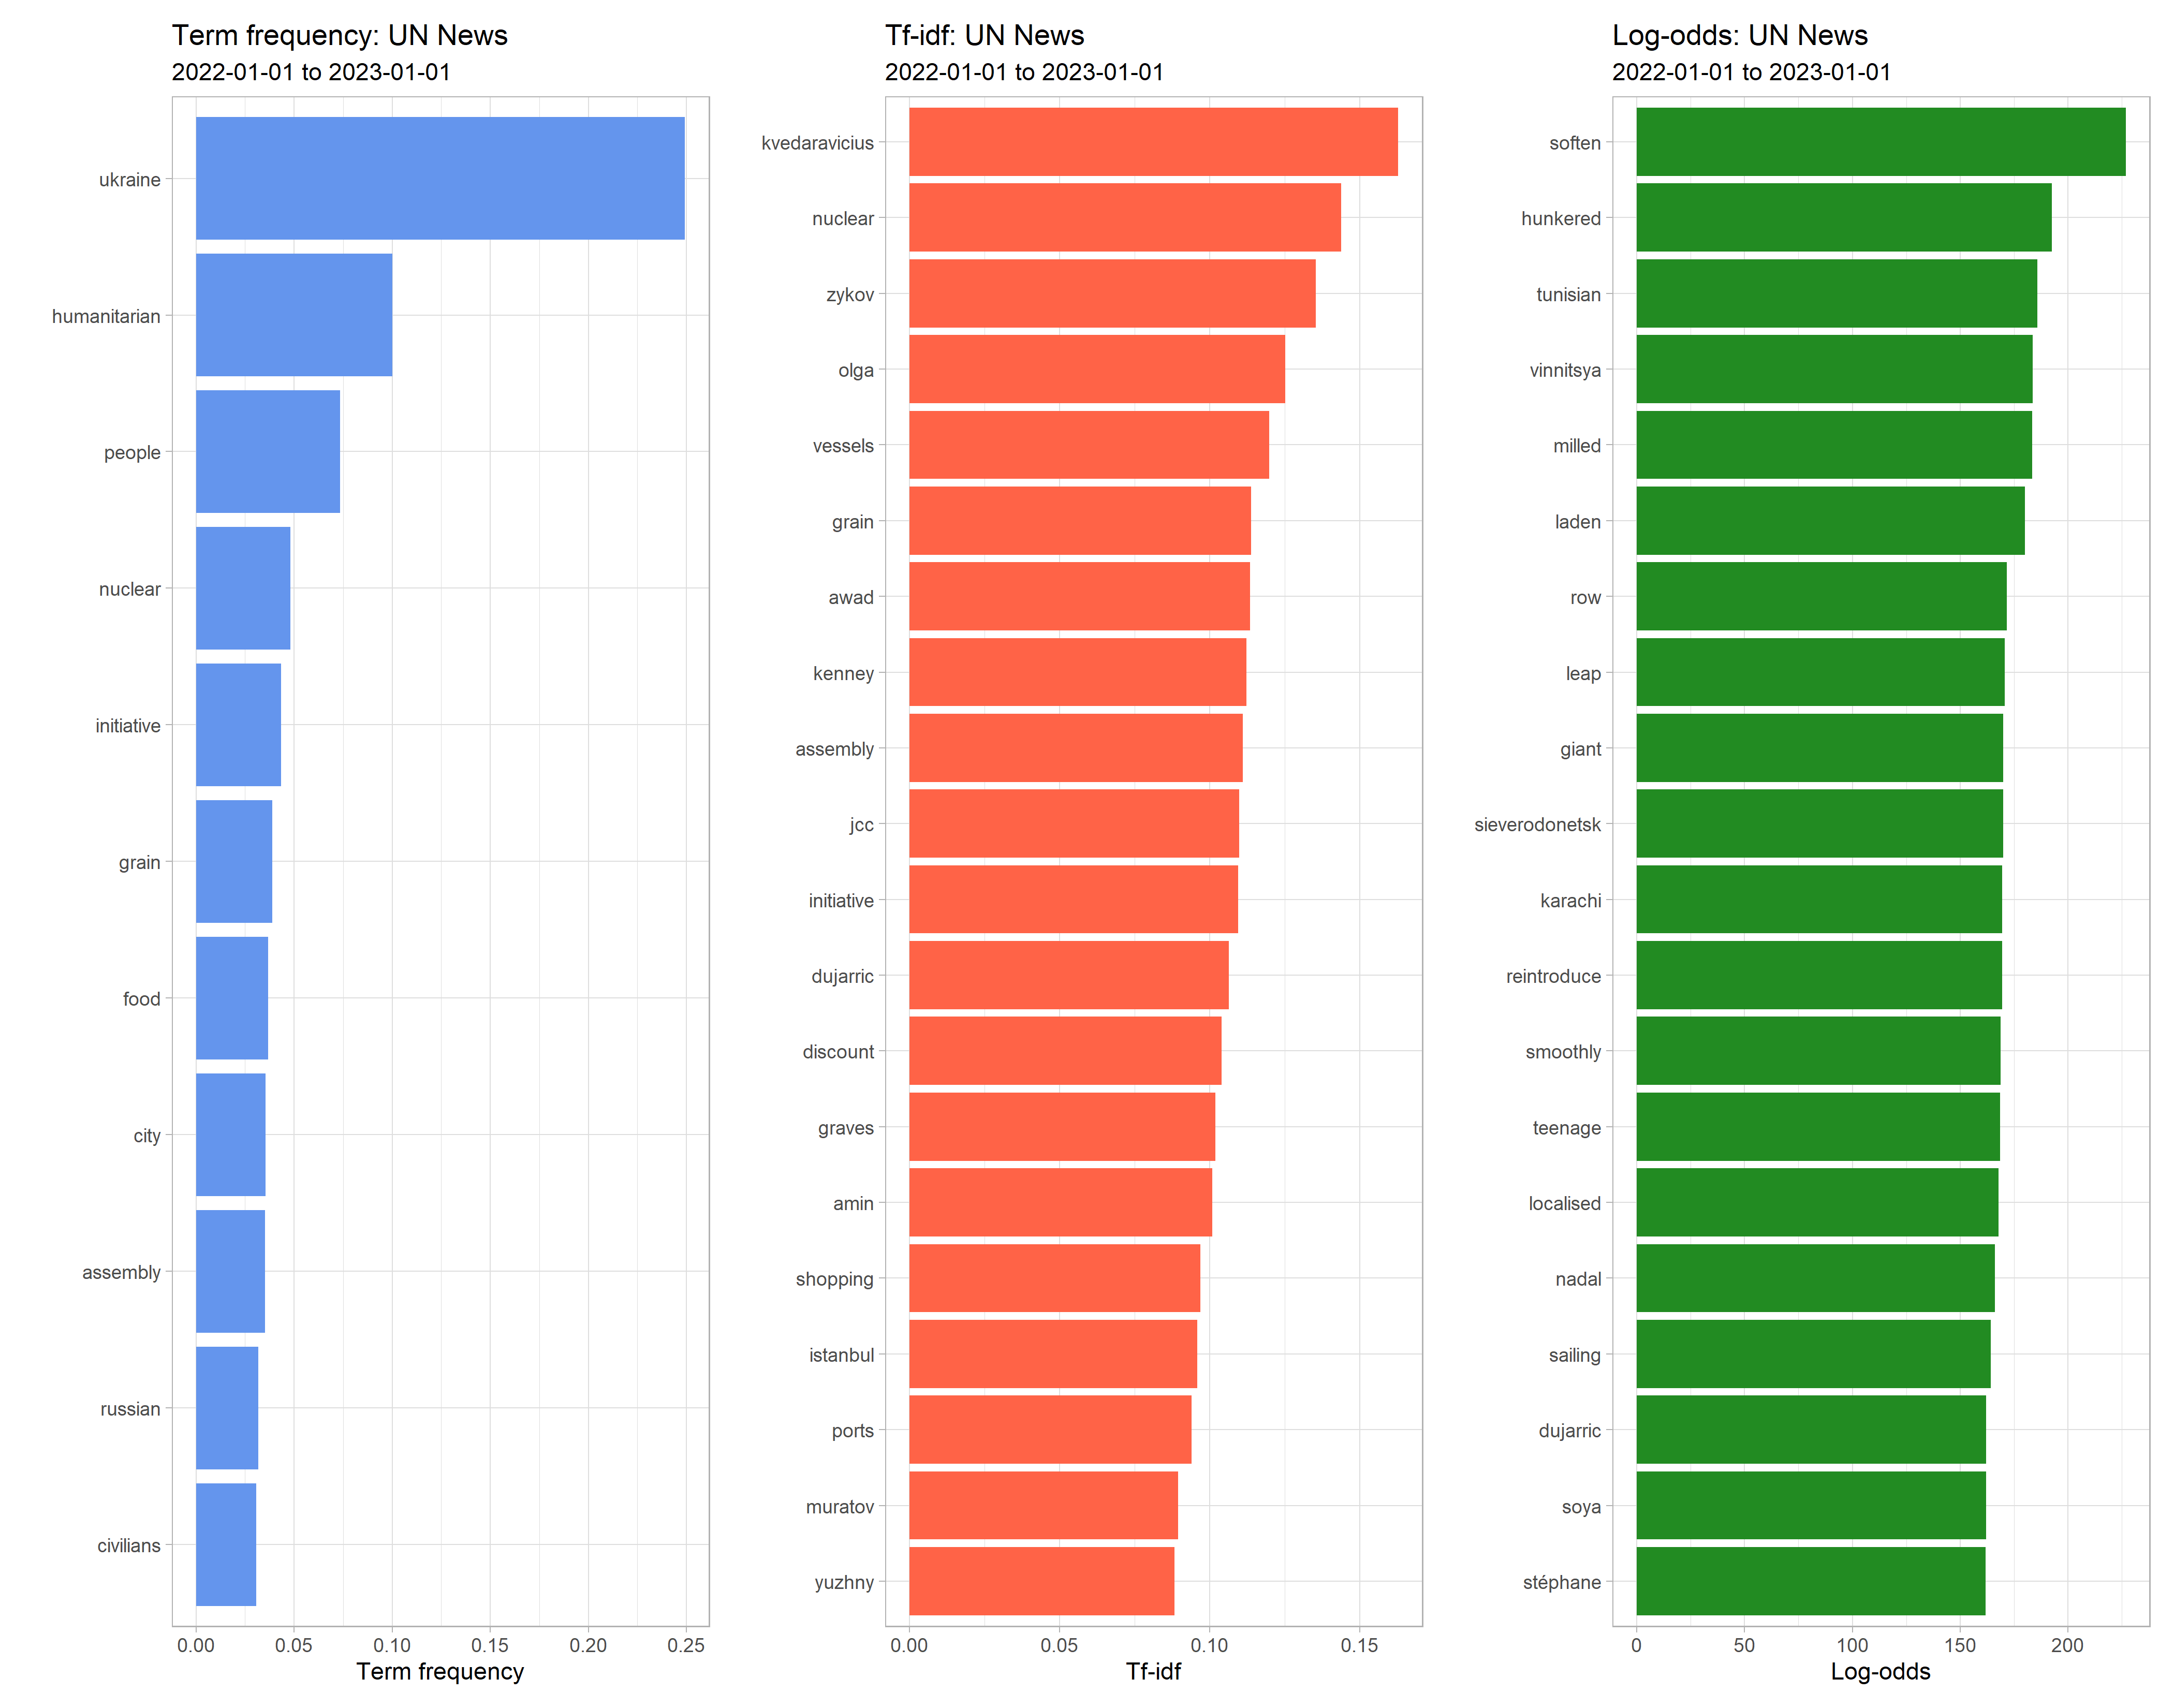 Term frequency: UN News
2022-01-01 to 2023-01-01
ukraine
humanitarian
people
nuclear
initiative
grain
food
city
assembly
russian
civilians
0.00 0.05 0.10 0.15 0.20 0.25
Term frequency
Tf-idf: UN News
2022-01-01 to 2023-01-01
kvedaravicius
nuclear
zykov
olga
vessels
grain
awad
kenney
assembly
jcc
initiative
dujarric
discount
graves
amin
shopping
istanbul
ports
muratov
yuzhny
0.00 0.05 0.10 0.15
Tf-idf
Log-odds: UN News
2022-01-01 to 2023-01-01
soften
hunkered
tunisian
vinnitsya
milled
laden
row
leap
giant
sieverodonetsk
karachi
reintroduce
smoothly
teenage
localised
nadal
sailing
dujarric
soya
stéphane
0 50 100 150 200
Log-odds